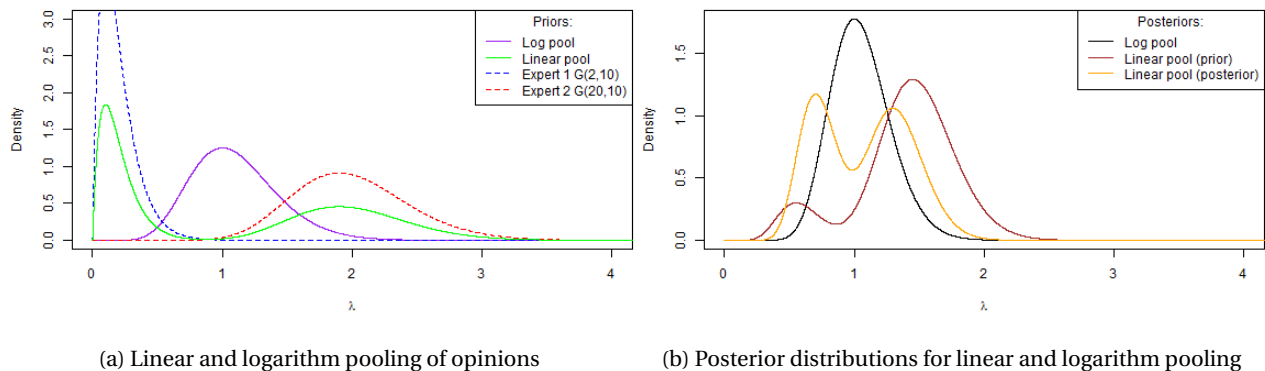 3.0
2.5
2.0
1.5
1.0
0.5
0.0
Density
0 1 2 3 4
λ
Priors:
Log pool
Linear pool
Expert 1 G(2,10)
Expert 2 G(20,10)
1.5
1.0
0.5
0.0
Density
0 1 2 3 4
λ
Posteriors:
Log pool
Linear pool (prior)
Linear pool (posterior)
(a) Linear and logarithm pooling of opinions
(b) Posterior distributions for linear and logarithm pooling